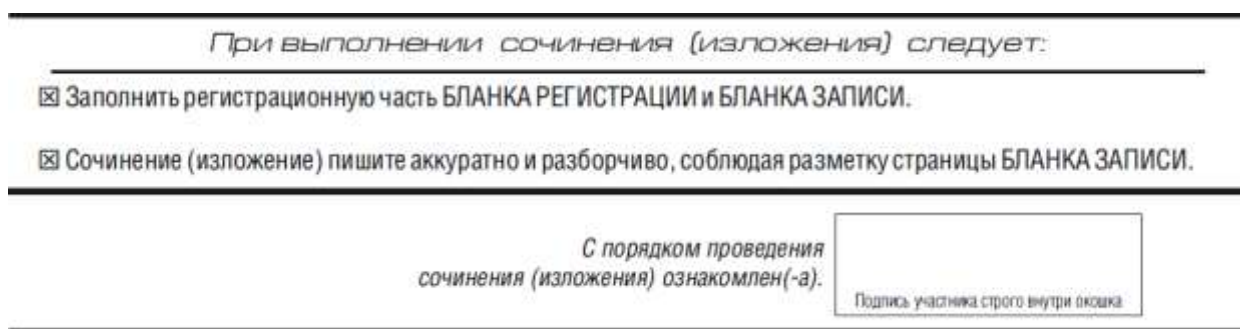 При выполнении сочинения (изложения) следует:
☒ Заполнить регистрационную часть БЛАНКА РЕГИСТРАЦИИ и БЛАНКА ЗАПИСИ.
☒ Сочинение (изложение) пишите аккуратно и разборчиво, соблюдая разметку страницы БЛАНКА ЗАПИСИ.
С порядком проведения
сочинения (изложения) ознакомлен(-а).
Подпись участника строго внутри окошка